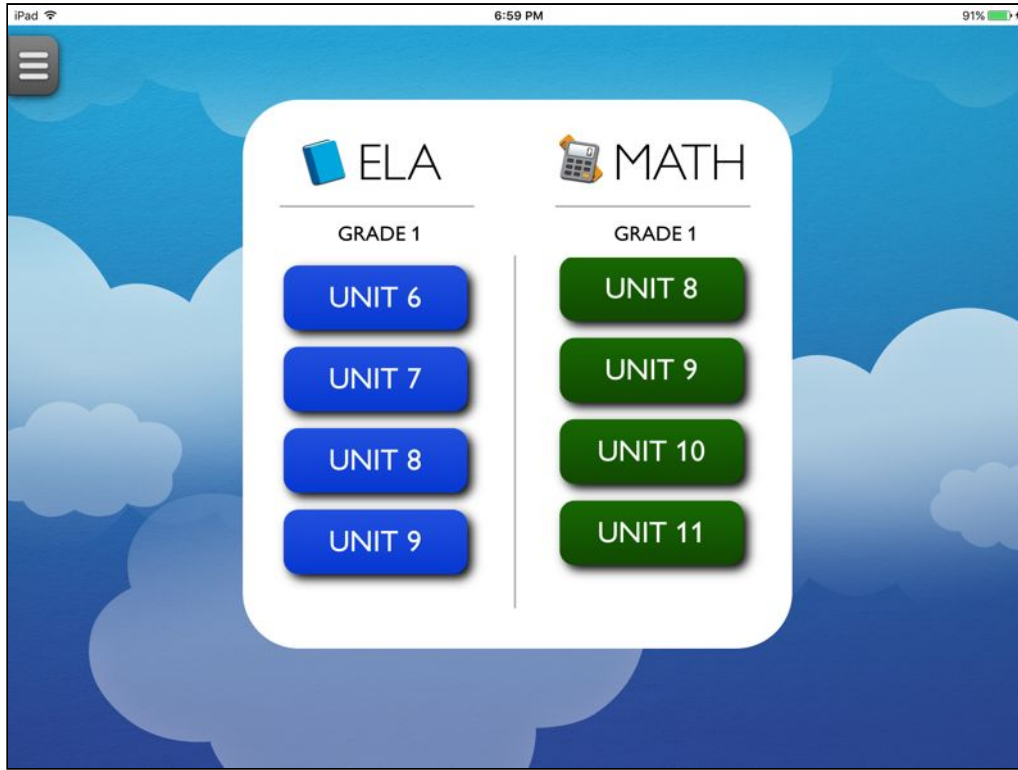 iPad 6:59 PM 91%
ELA
GRADE 1
UNIT 6
UNIT 7
UNIT 8
UNIT 9
MATH
GRADE 1
UNIT 8
UNIT 9
UNIT 10
UNIT 11